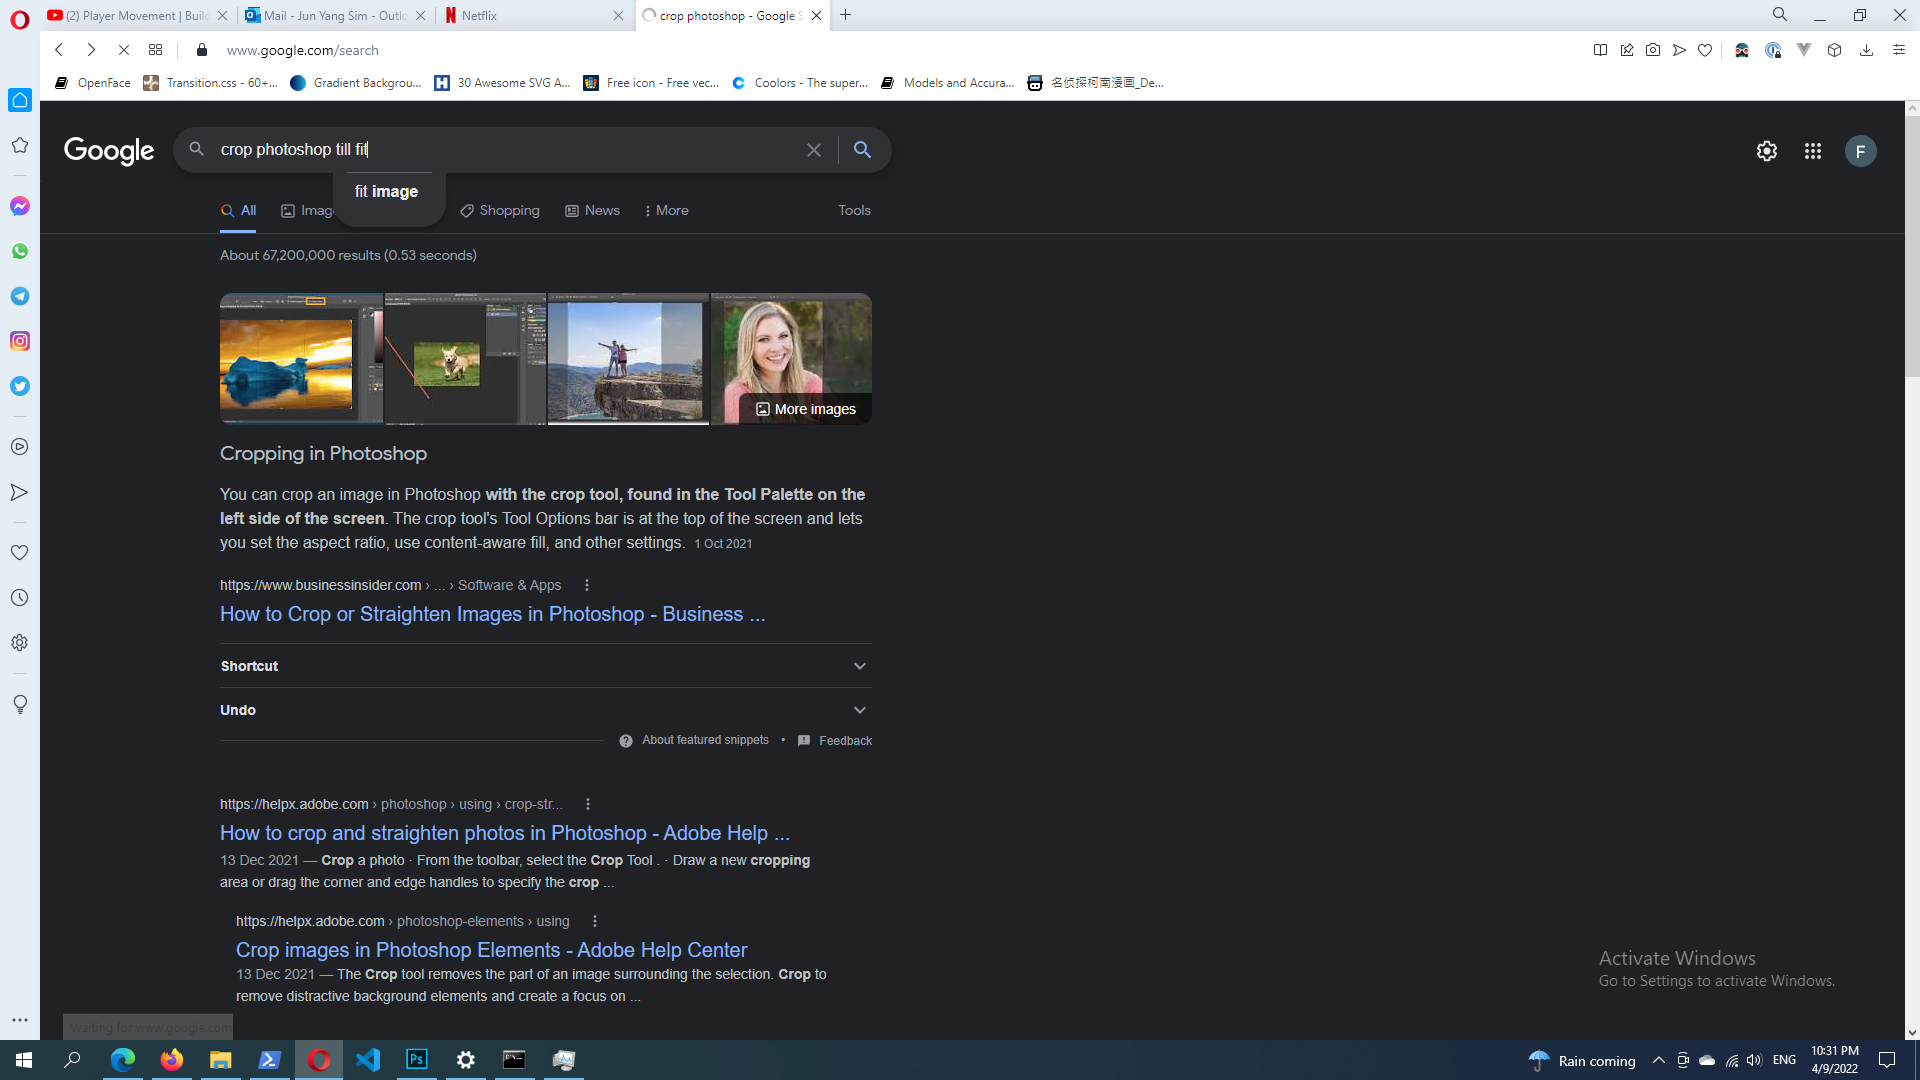 (2) Player Movement | Build
Mail - Jun Yang Sim - Outlo
Netflix
crop photoshop - Google S
www.google.com/search
OpenFace
Transition.css - 60+...
Gradient Backgrou...
30 Awesome SVG A...
Free icon - Free vec...
Coolors - The super...
Models and Accura...
名侦探柯南漫画_De...
Google
crop photoshop till fit
F
fit image
All
Imag
Shopping
News
More
Tools
About 67,200,000 results (0.53 seconds)
More images
Cropping in Photoshop
You can crop an image in Photoshop with the crop tool, found in the Tool Palette on the
left side of the screen. The crop tool's Tool Options bar is at the top of the screen and lets
you set the aspect ratio, use content-aware fill, and other settings. 1 Oct 2021
https://www.businessinsider.com › ... › Software & Apps
How to Crop or Straighten Images in Photoshop - Business ...
Shortcut
Undo
About featured snippets • Feedback
https://helpx.adobe.com › photoshop › using › crop-str...
How to crop and straighten photos in Photoshop - Adobe Help ...
13 Dec 2021 — Crop a photo · From the toolbar, select the Crop Tool . · Draw a new cropping
area or drag the corner and edge handles to specify the crop ...
https://helpx.adobe.com › photoshop-elements › using
Crop images in Photoshop Elements - Adobe Help Center
13 Dec 2021 — The Crop tool removes the part of an image surrounding the selection. Crop to
remove distractive background elements and create a focus on ...
Activate Windows
Go to Settings to activate Windows.
Waiting for www.google.com
Ps
Rain coming
ENG
10:31 PM
4/9/2022